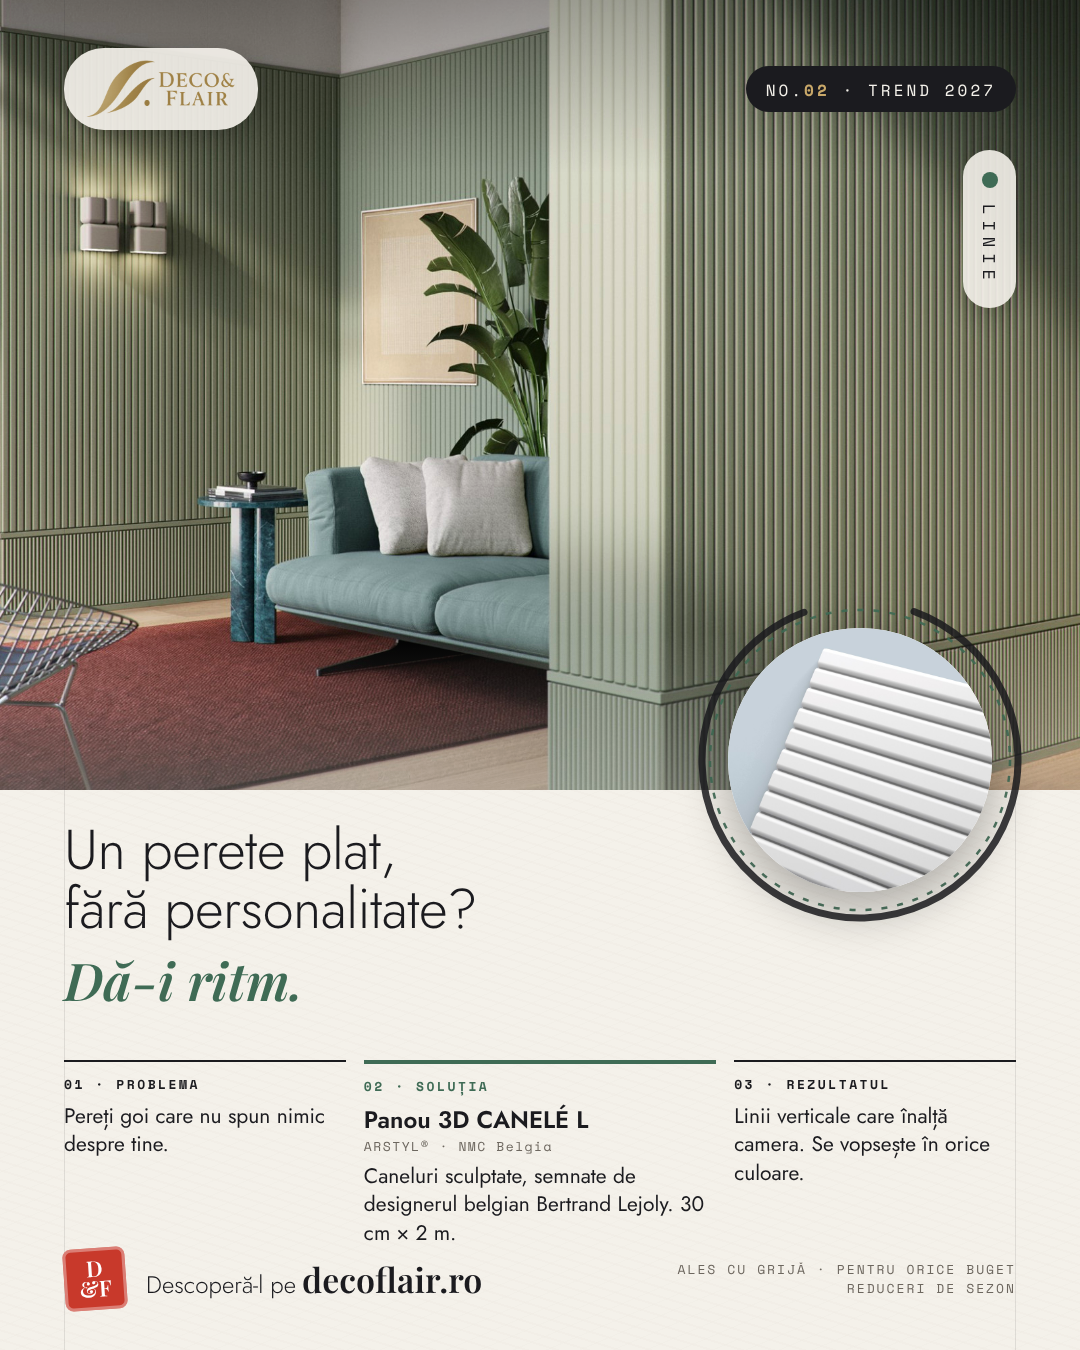 DECO&
FLAIR
NO.02 · TREND 2027
LINIE
Un perete plat,
fără personalitate?
Dă-i ritm.
01 · PROBLEMA
Pereți goi care nu spun nimic
despre tine.
02 · SOLUȚIA
Panou 3D CANELÉ L
ARSTYL® · NMC Belgia
Caneluri sculptate, semnate de
designerul belgian Bertrand Lejoly. 30
cm × 2 m.
03 · REZULTATUL
Linii verticale care înalță
camera. Se vopsește în orice
culoare.
D
&F
Descoperă-l pe decoflair.ro
ALES CU GRIJĂ · PENTRU ORICE BUGET
REDUCERI DE SEZON